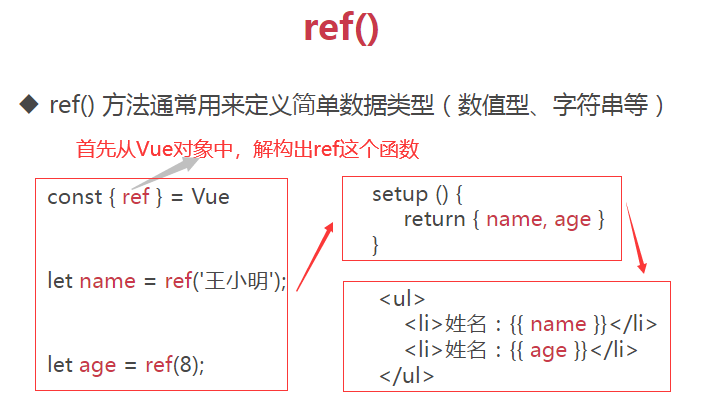 ref()
◆ ref() 方法通常用来定义简单数据类型（数值型、字符串等）
首先从Vue对象中，解构出ref这个函数
const { ref } = Vue
let name = ref('王小明');
let age = ref(8);
setup () {
return { name, age }
}
<ul>
<li>姓名：{{ name }}</li>
<li>姓名：{{ age }}</li>
</ul>